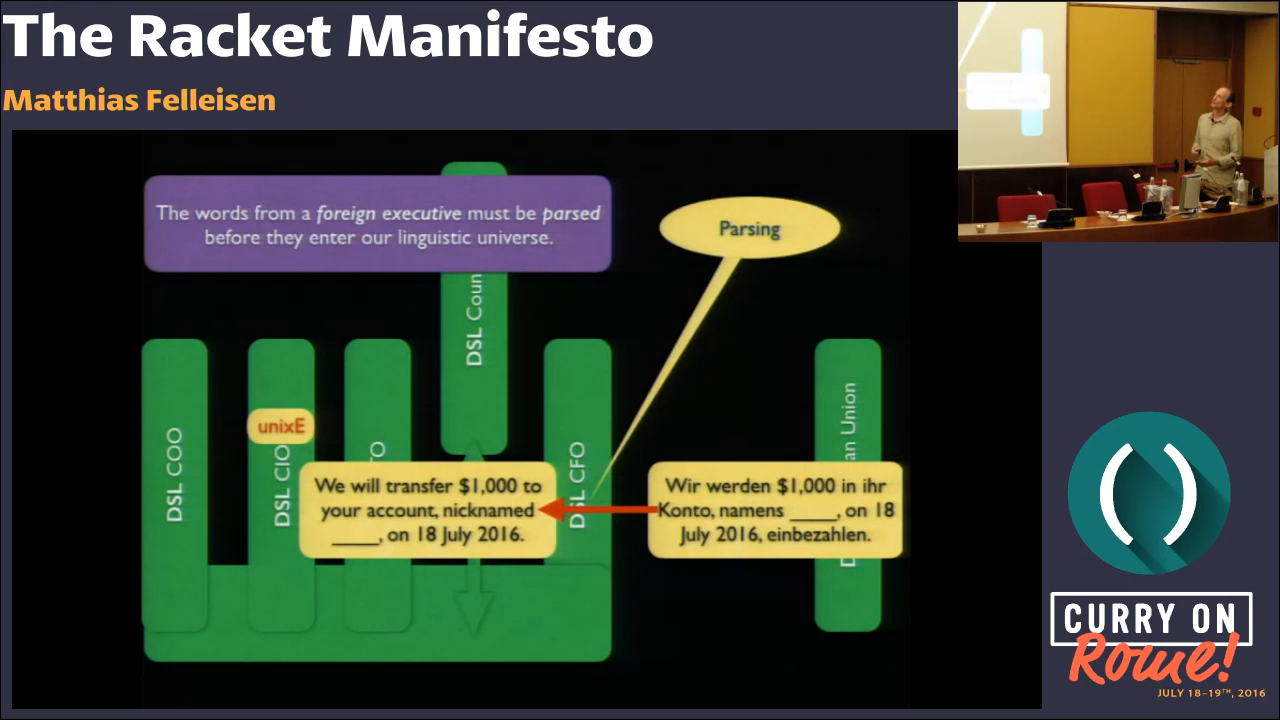 The Racket Manifesto
Matthias Felleisen
The words from a foreign executive must be parsed
before they enter our linguistic universe.
Parsing
DSL Coun
DSL COO
unixE
DSL CIO
TO
DSL CFO
an Union
We will transfer $1,000 to
your account, nicknamed
____, on 18 July 2016.
Wir werden $1,000 in ihr
Konto, namens ____, on 18
July 2016, einbezahlen.
CURRY ON
Rome!
JULY 18-19TH, 2016